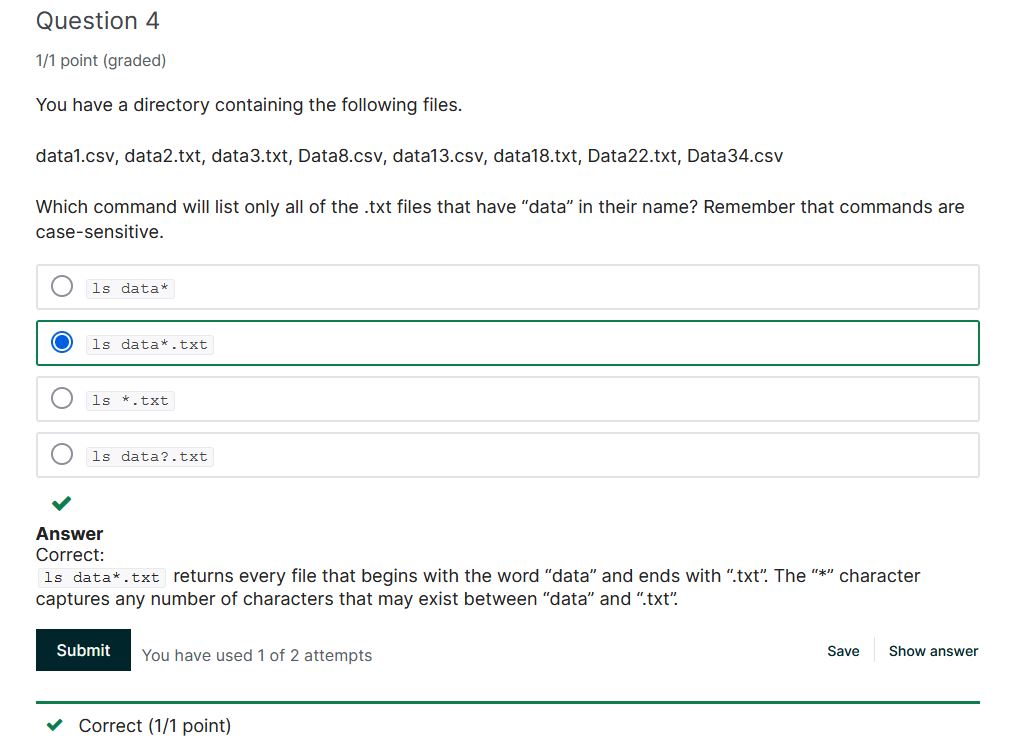 Question 4
1/1 point (graded)
You have a directory containing the following files.
data1.csv, data2.txt, data3.txt, Data8.csv, data13.csv, data18.txt, Data22.txt, Data34.csv
Which command will list only all of the .txt files that have “data” in their name? Remember that commands are
case-sensitive.
ls data*
ls data*.txt
ls *.txt
ls data?.txt
Answer
Correct:
ls data*.txt returns every file that begins with the word “data” and ends with “.txt”. The “*” character
captures any number of characters that may exist between “data” and “.txt”.
Submit You have used 1 of 2 attempts Save Show answer
Correct (1/1 point)